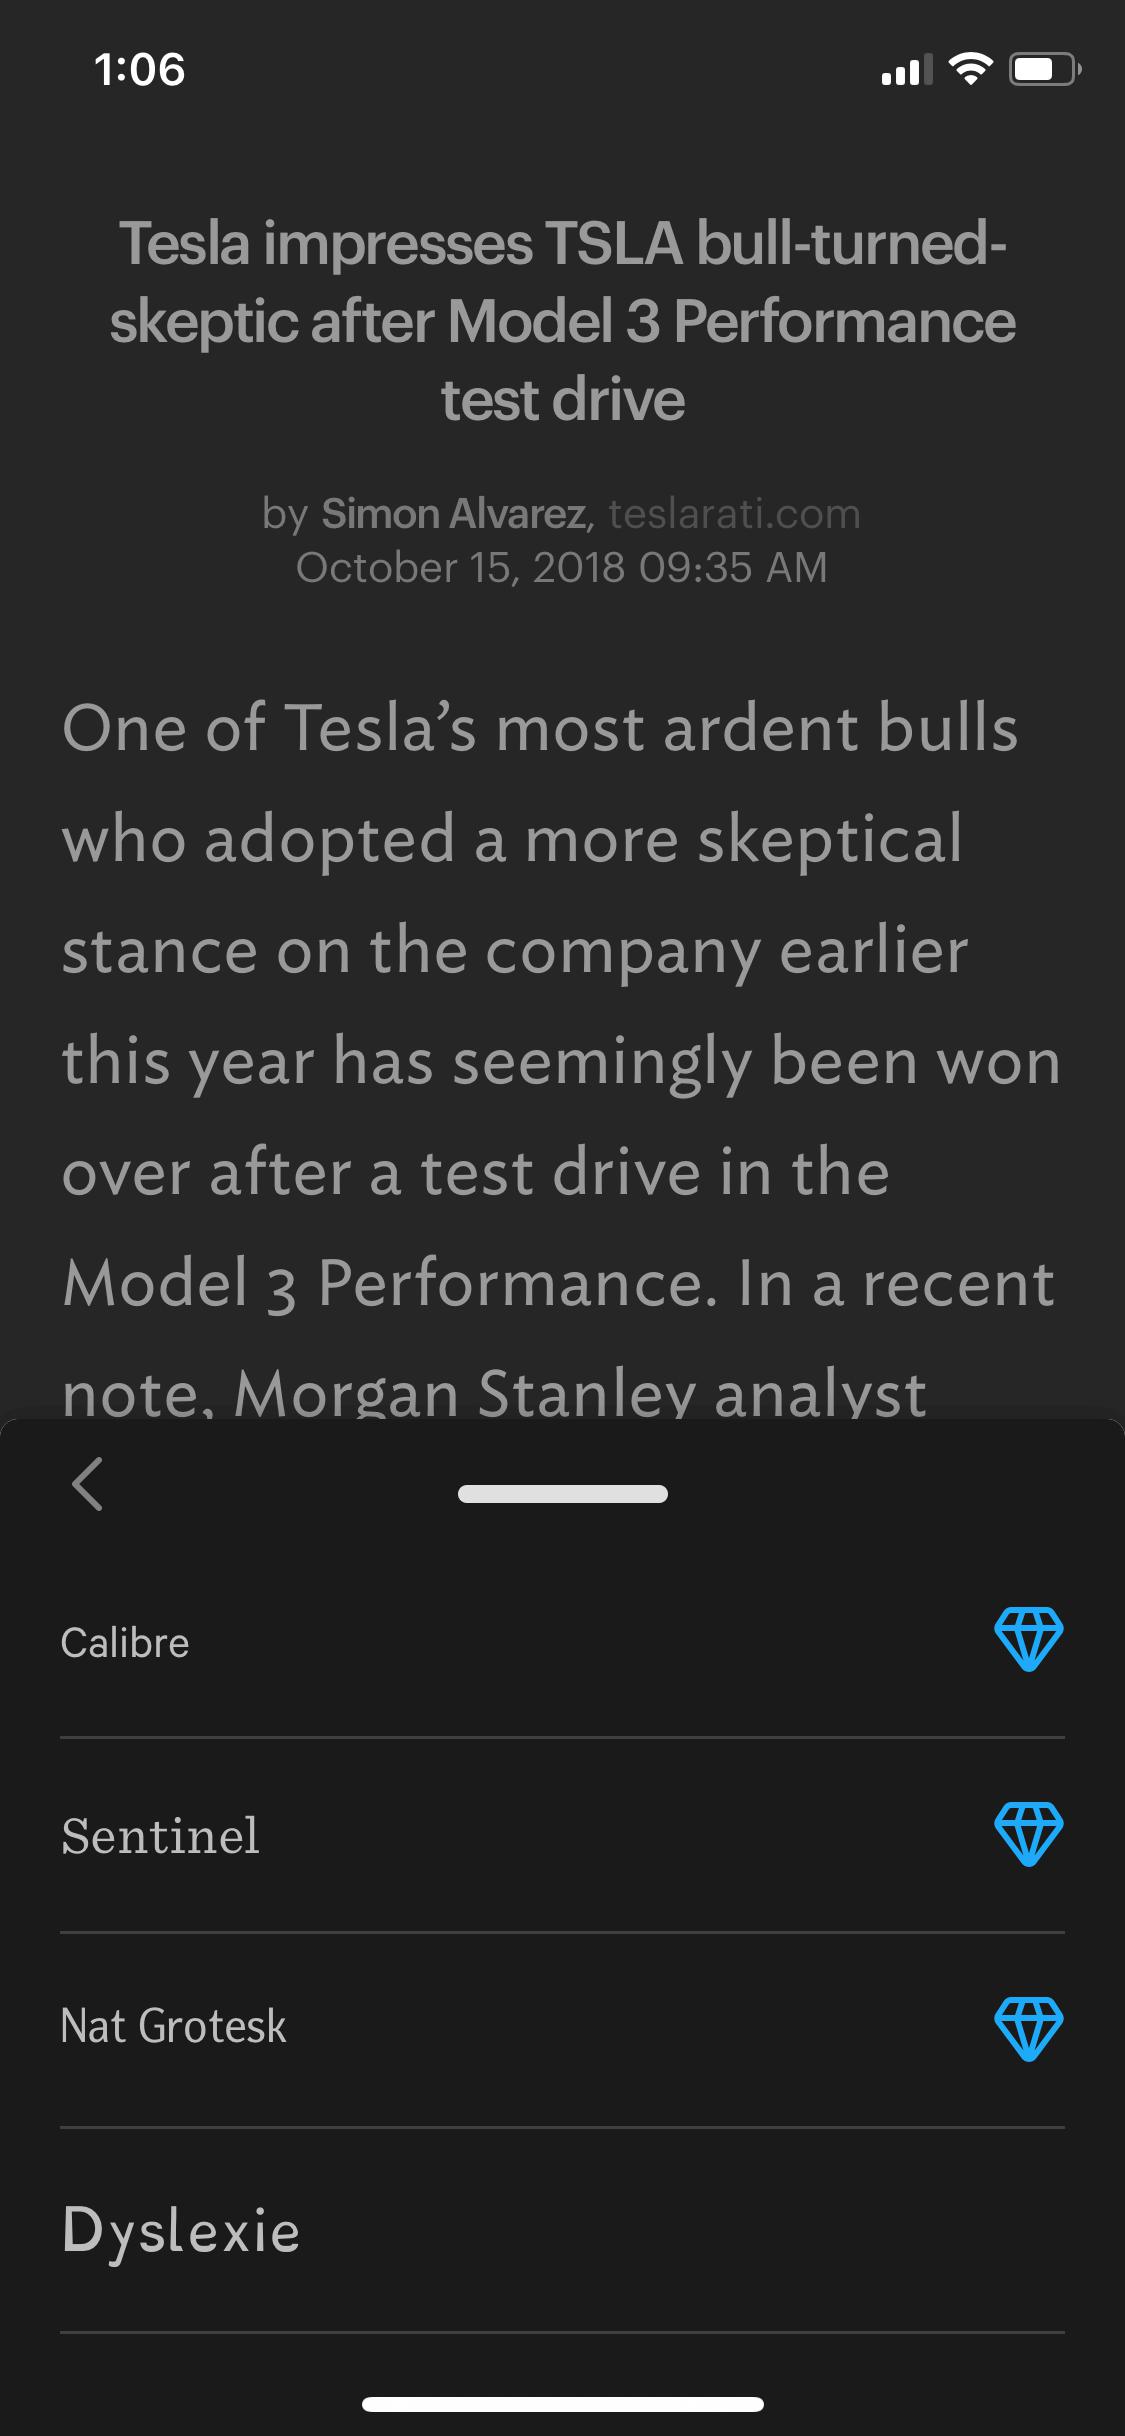 1:06
Tesla impresses TSLA bull-turned-
skeptic after Model 3 Performance
test drive
by Simon Alvarez, teslarati.com
October 15, 2018 09:35 AM
One of Tesla’s most ardent bulls
who adopted a more skeptical
stance on the company earlier
this year has seemingly been won
over after a test drive in the
Model 3 Performance. In a recent
note, Morgan Stanley analyst
Calibre
Sentinel
Nat Grotesk
Dyslexie